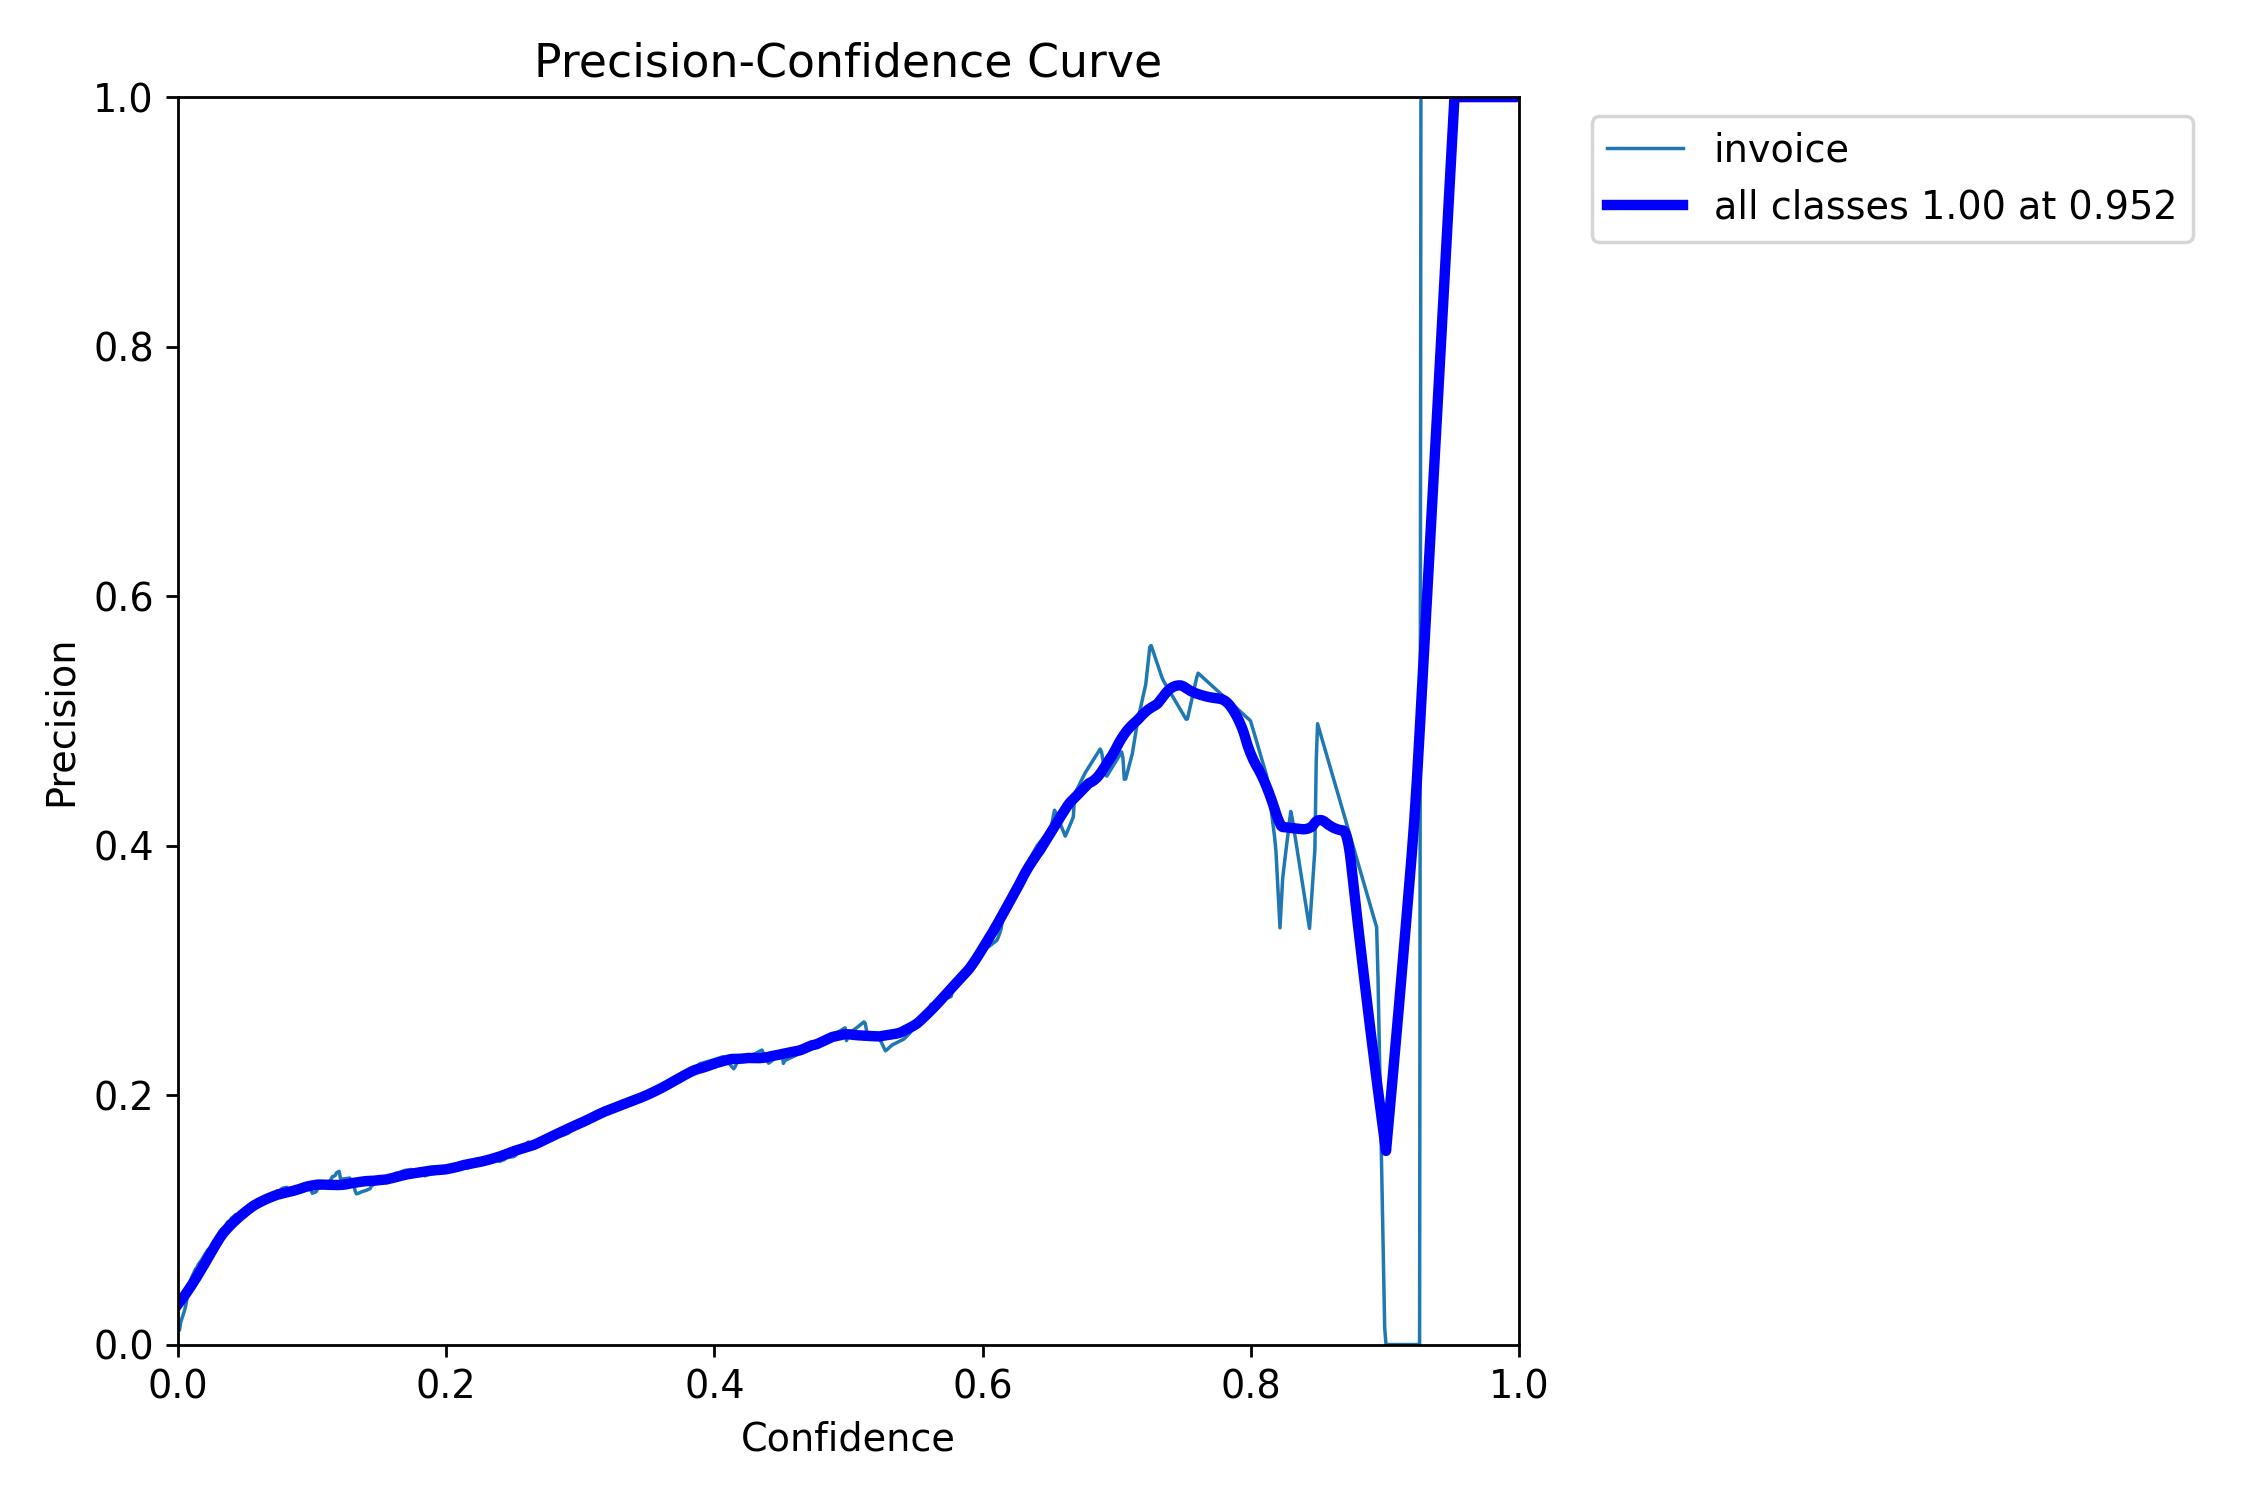 Precision-Confidence Curve
1.0
0.8
0.6
0.4
0.2
0.0
Precision
0.0 0.2 0.4 0.6 0.8 1.0
Confidence
invoice
all classes 1.00 at 0.952